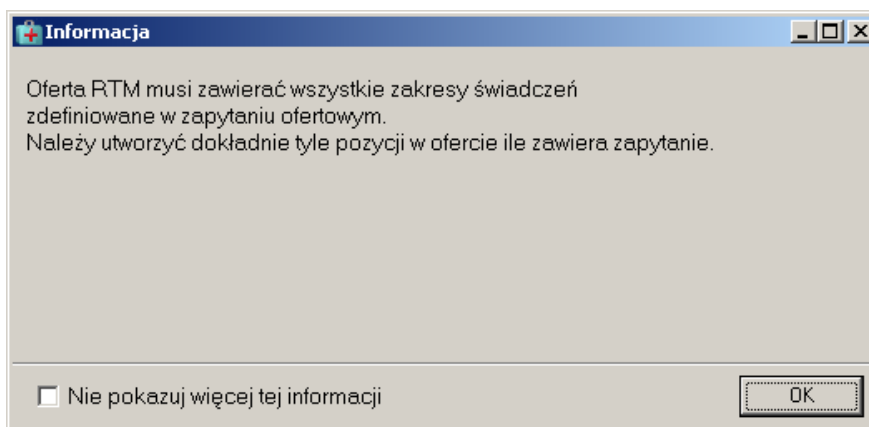 Informacja
Oferta RTM musi zawierać wszystkie zakresy świadczeń
zdefiniowane w zapytaniu ofertowym.
Należy utworzyć dokładnie tyle pozycji w ofercie ile zawiera zapytanie.
Nie pokazuj więcej tej informacji
OK